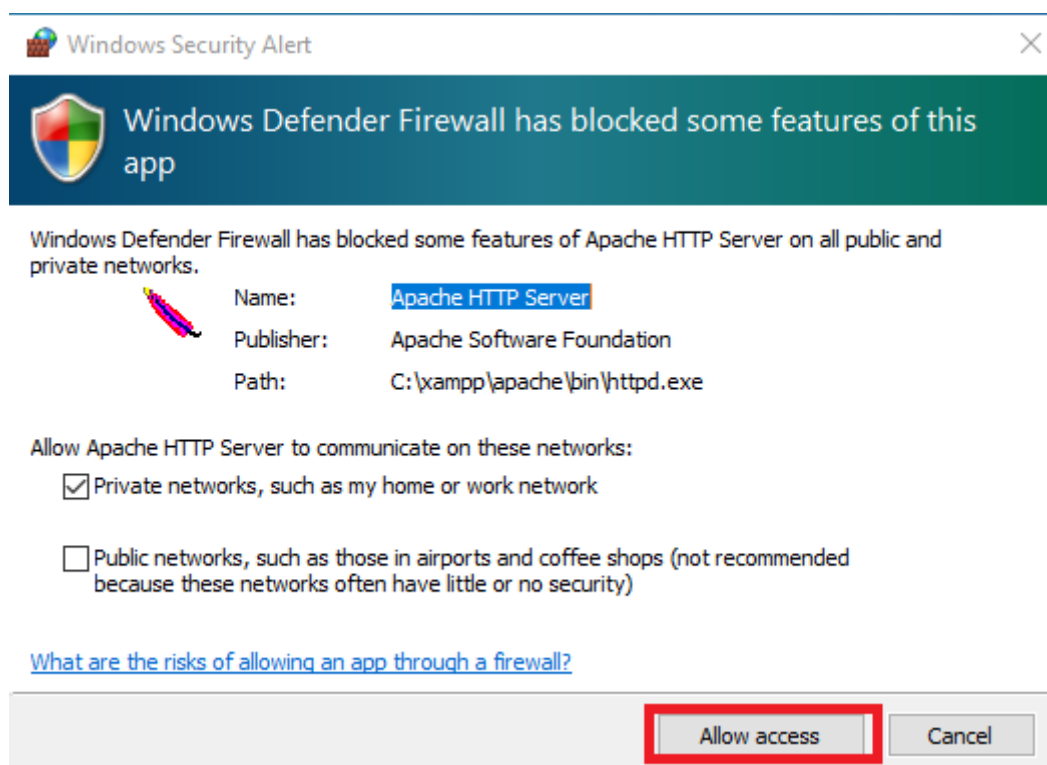 Windows Security Alert
Windows Defender Firewall has blocked some features of this
app
Windows Defender Firewall has blocked some features of Apache HTTP Server on all public and
private networks.
Name: Apache HTTP Server
Publisher: Apache Software Foundation
Path: C:\xampp\apache\bin\httpd.exe
Allow Apache HTTP Server to communicate on these networks:
Private networks, such as my home or work network
Public networks, such as those in airports and coffee shops (not recommended
because these networks often have little or no security)
What are the risks of allowing an app through a firewall?
Allow access Cancel